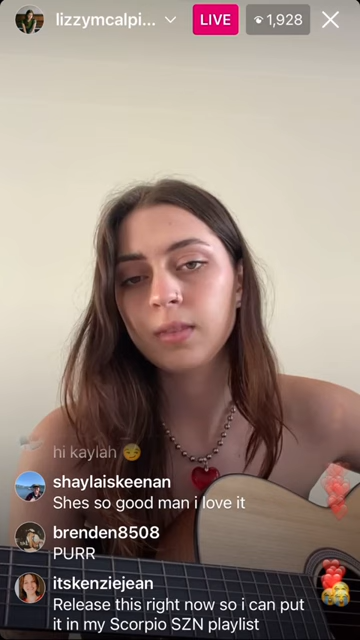 lizzymcalpi...
LIVE
1,928
hi kaylah 😏
shaylaiskeenan
Shes so good man i love it
brenden8508
PURR
itskenziejean
Release this right now so i can put
it in my Scorpio SZN playlist